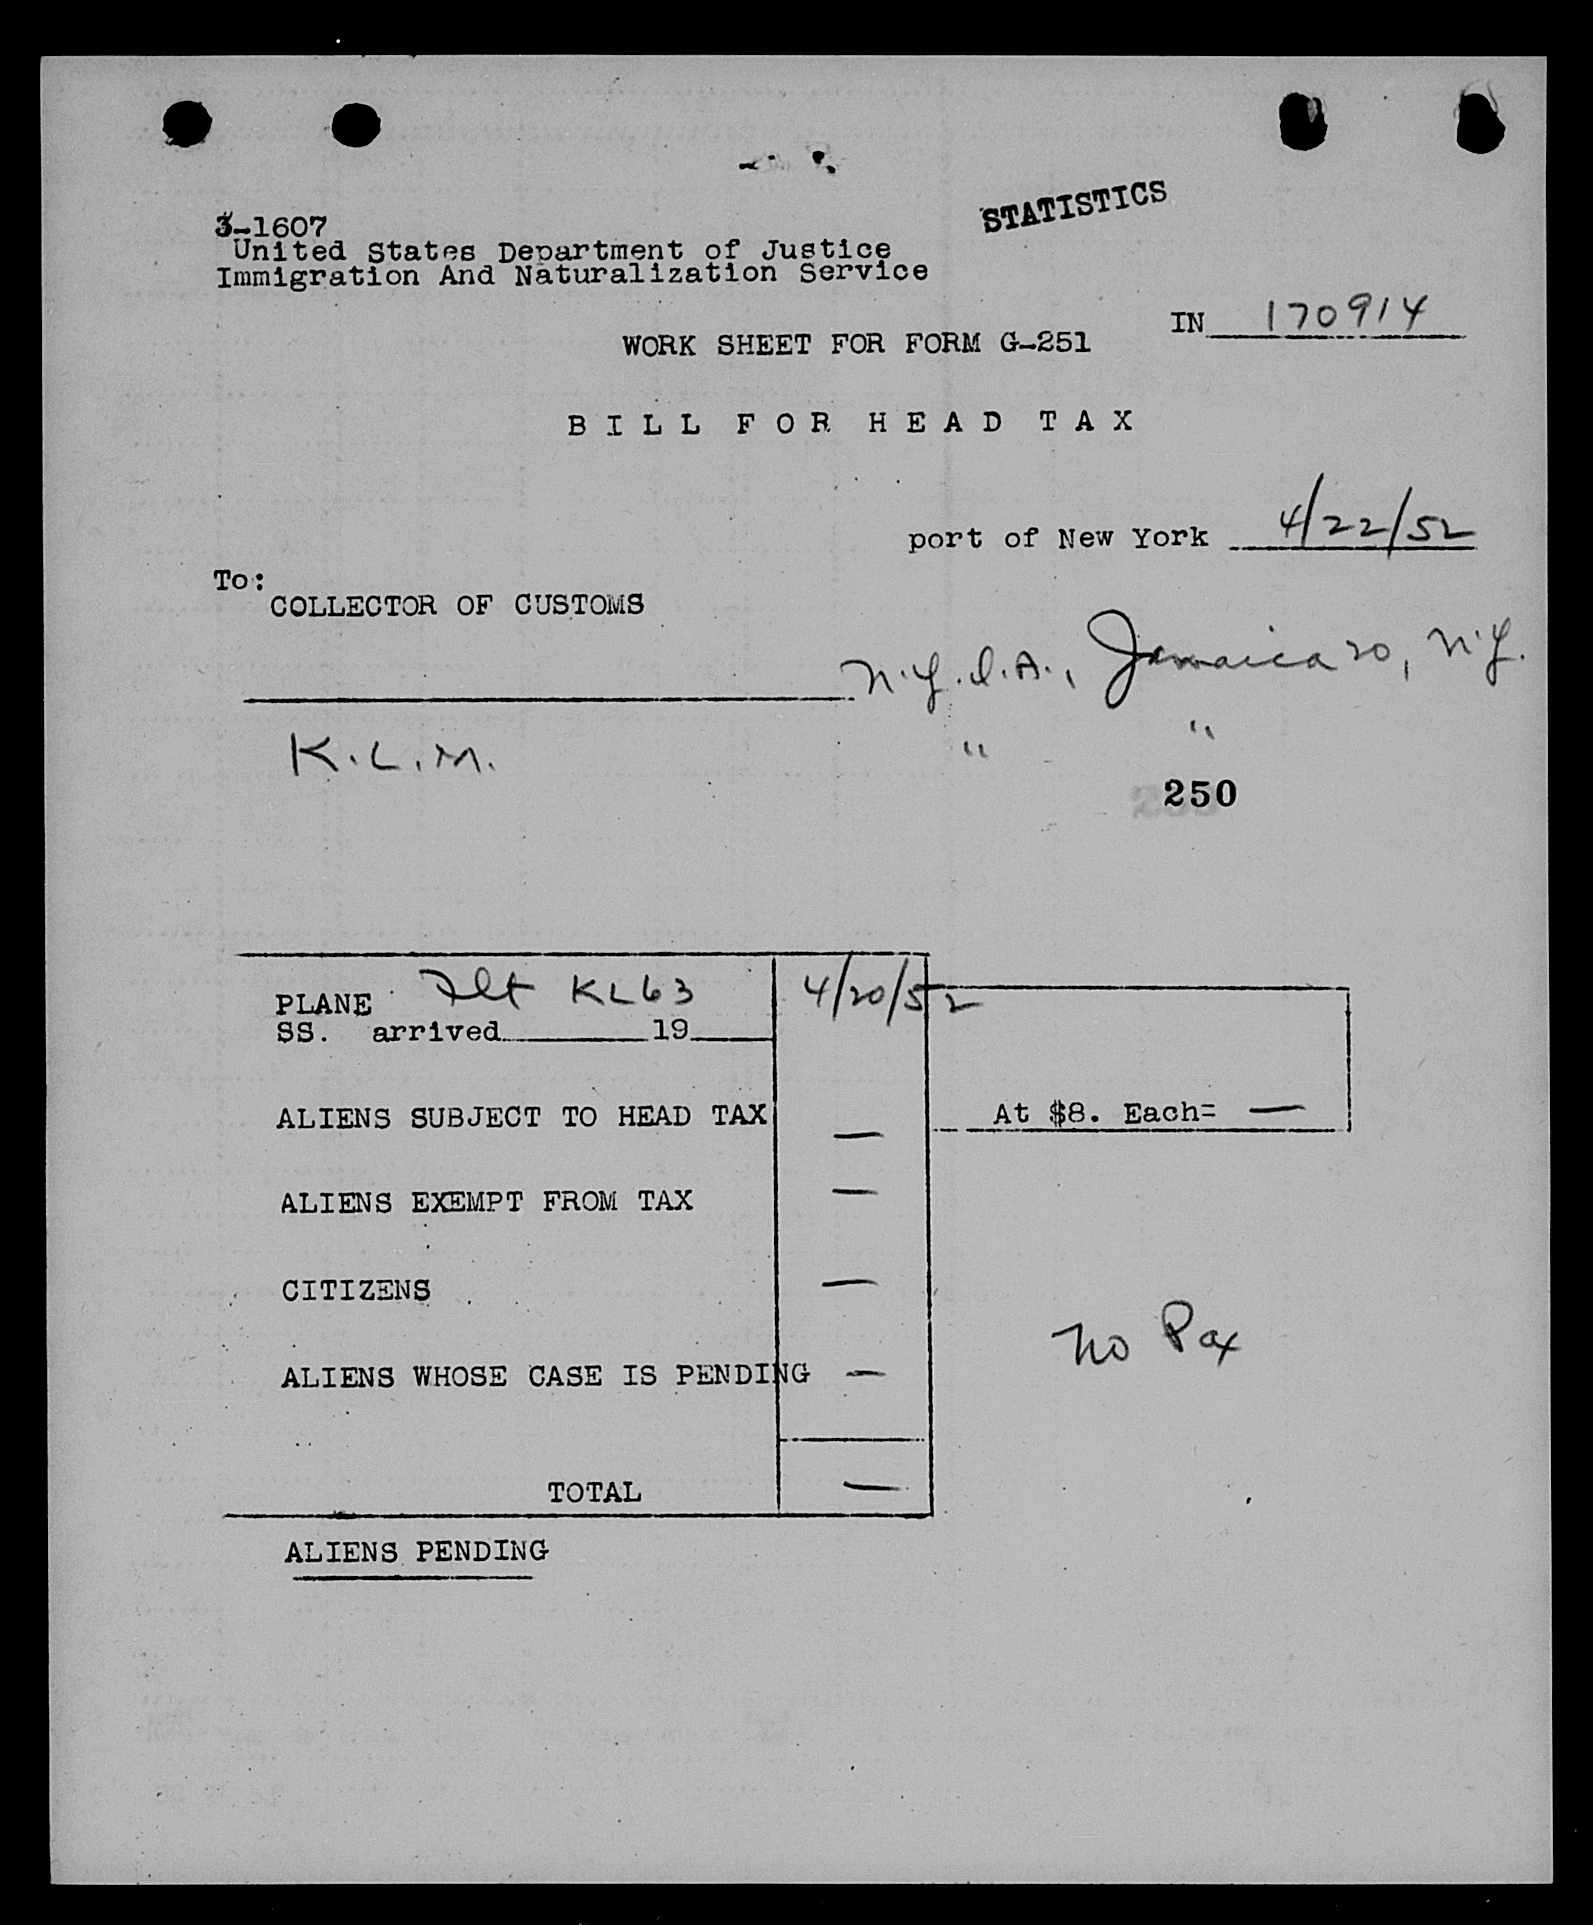 STATISTICS
3-1607
United States Department of Justice
Immigration And Naturalization Service
IN 170914
WORK SHEET FOR FORM G-251
BILL FOR HEAD TAX
port of New York 4/22/52
To:
COLLECTOR OF CUSTOMS
N.Y.I.A., Jamaica 20, N.Y.
K.L.M. " "
250
PLANE Flt KL63 4/20/52
SS. arrived 19
ALIENS SUBJECT TO HEAD TAX — At $8. Each= —
ALIENS EXEMPT FROM TAX —
CITIZENS —
No Pax
ALIENS WHOSE CASE IS PENDING —
TOTAL —
ALIENS PENDING